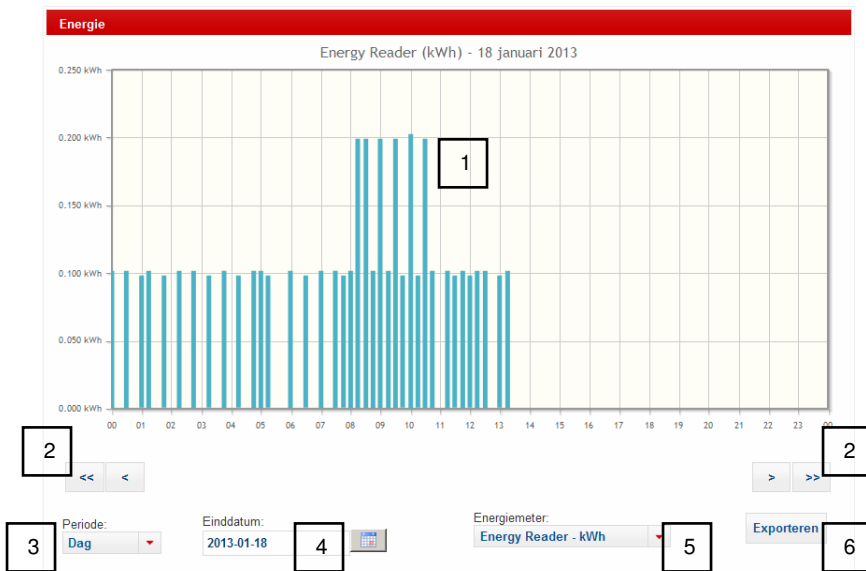 Energie
Energy Reader (kWh) - 18 januari 2013
0.250 kWh
0.200 kWh
0.150 kWh
0.100 kWh
0.050 kWh
0.000 kWh
1
00 01 02 03 04 05 06 07 08 09 10 11 12 13 14 15 16 17 18 19 20 21 22 23 00
2 2
<< < > >>
Periode: Einddatum: Energiemeter:
3 Dag 2013-01-18 4 Energy Reader - kWh 5 Exporteren 6